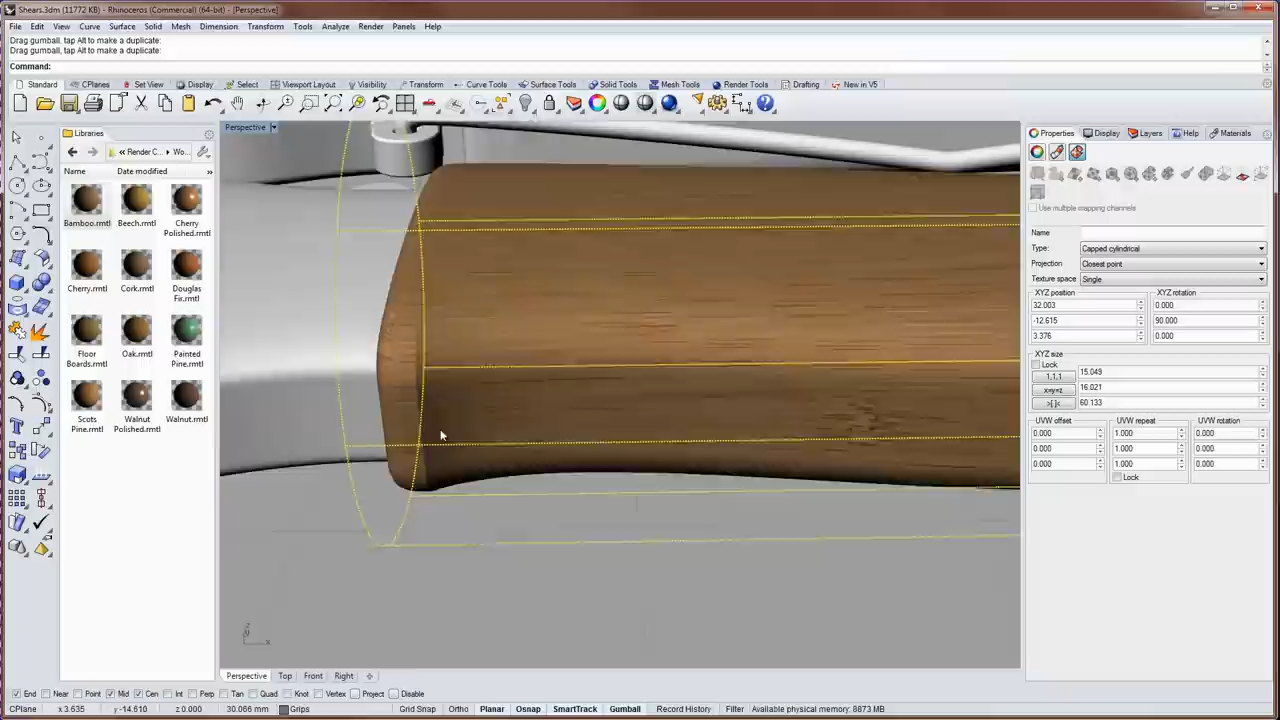 Shears.3dm (11772 KB) - Rhinoceros (Commercial) (64-bit) - [Perspective]
File Edit View Curve Surface Solid Mesh Dimension Transform Tools Analyze Render Panels Help
Drag gumball, tap Alt to make a duplicate:
Drag gumball, tap Alt to make a duplicate:
Command:
Standard CPlanes Set View Display Select Viewport Layout Visibility Transform Curve Tools Surface Tools Solid Tools Mesh Tools Render Tools Drafting New in V5
Perspective
Libraries
« Render C... Wo...
Name Date modified »
Bamboo.rmtl Beech.rmtl Cherry Polished.rmtl
Cherry.rmtl Cork.rmtl Douglas Fir.rmtl
Floor Boards.rmtl Oak.rmtl Painted Pine.rmtl
Scots Pine.rmtl Walnut Polished.rmtl Walnut.rmtl
Properties Display Layers Help Materials
Use multiple mapping channels
Name
Type: Capped cylindrical
Projection: Closest point
Texture space: Single
XYZ position XYZ rotation
32.003 0.000
-12.615 90.000
3.376 0.000
XYZ size
Lock
1,1,1 15.049
x=y=z 16.021
>[ ]< 60.133
UVW offset UVW repeat UVW rotation
0.000 1.000 0.000
0.000 1.000 0.000
0.000 1.000 0.000
Lock
z
y
x
Perspective Top Front Right
End Near Point Mid Cen Int Perp Tan Quad Knot Vertex Project Disable
CPlane x 3.635 y -14.610 z 0.000 30.066 mm Grips Grid Snap Ortho Planar Osnap SmartTrack Gumball Record History Filter Available physical memory: 8873 MB